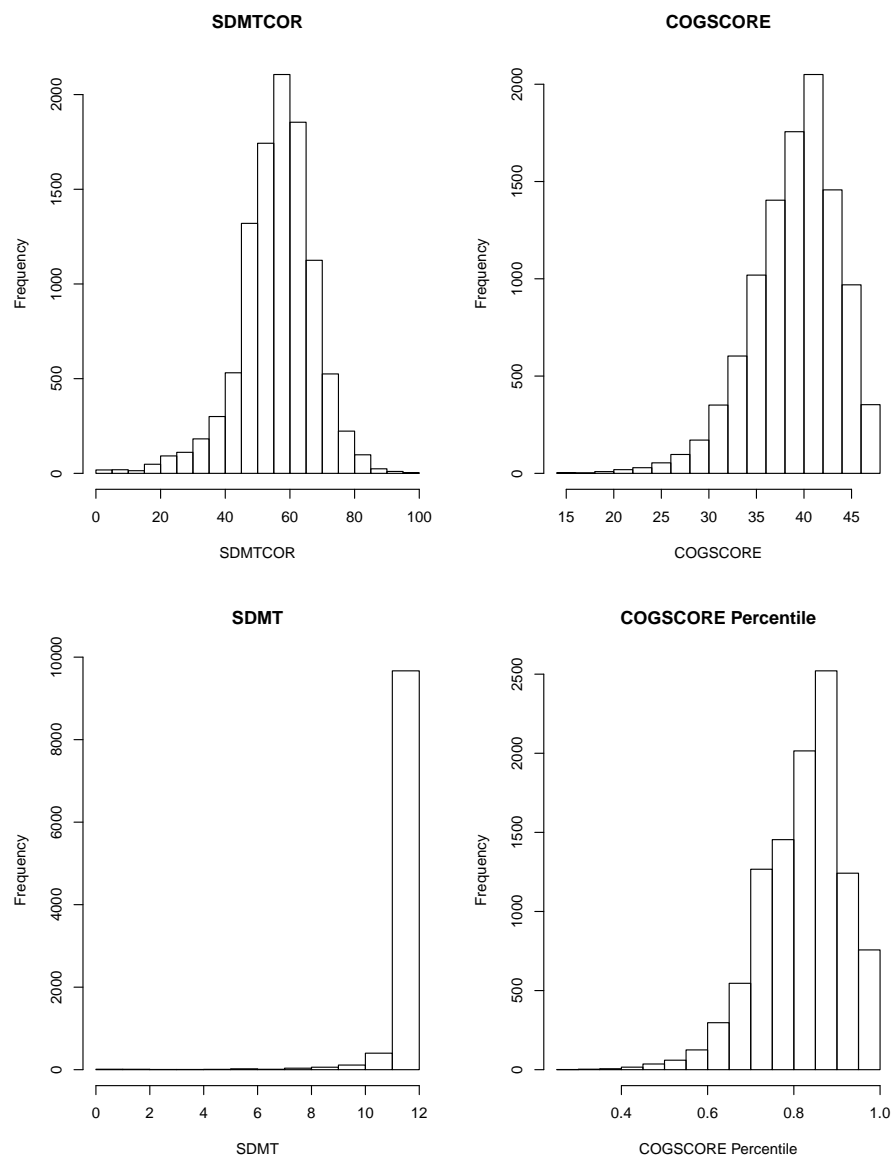 SDMTCOR
Frequency
2000
1500
1000
500
0
0 20 40 60 80 100
SDMTCOR
COGSCORE
Frequency
2000
1500
1000
500
0
15 20 25 30 35 40 45
COGSCORE
SDMT
Frequency
10000
8000
6000
4000
2000
0
0 2 4 6 8 10 12
SDMT
COGSCORE Percentile
Frequency
2500
2000
1500
1000
500
0
0.4 0.6 0.8 1.0
COGSCORE Percentile